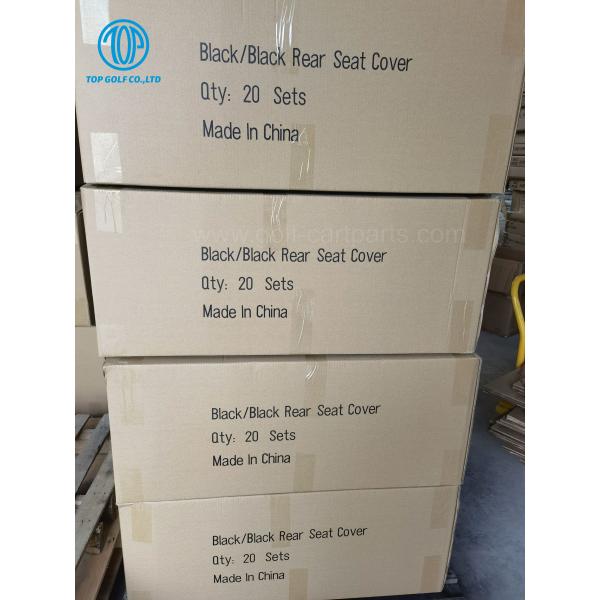 TOP
TOP GOLF CO.,LTD
Black/Black Rear Seat Cover
Qty: 20 Sets
Made In China
www.golf-cartparts.com
Black/Black Rear Seat Cover
Qty: 20 Sets
Made In China
Black/Black Rear Seat Cover
Qty: 20 Sets
Made In China
Black/Black Rear Seat Cover
Qty: 20 Sets
Made In China